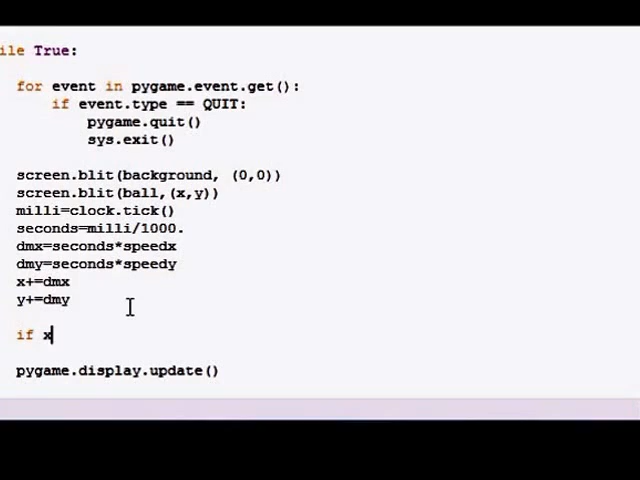 ile True:
for event in pygame.event.get():
if event.type == QUIT:
pygame.quit()
sys.exit()
screen.blit(background, (0,0))
screen.blit(ball,(x,y))
milli=clock.tick()
seconds=milli/1000.
dmx=seconds*speedx
dmy=seconds*speedy
x+=dmx
y+=dmy
if x
pygame.display.update()